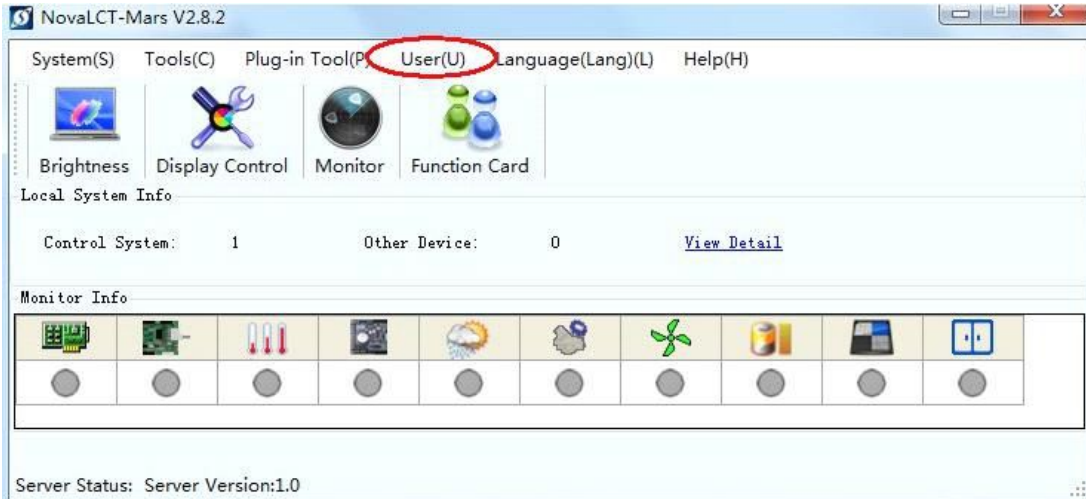 NovaLCT-Mars V2.8.2
System(S) Tools(C) Plug-in Tool(P) User(U) Language(Lang)(L) Help(H)
Brightness Display Control Monitor Function Card
Local System Info
Control System: 1 Other Device: 0 View Detail
Monitor Info
Server Status: Server Version:1.0